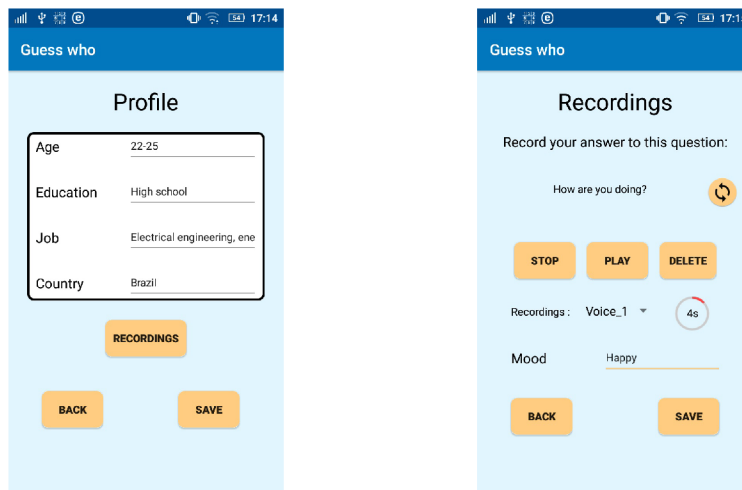 54 17:14
Guess who
Profile
Age 22-25
Education High school
Job Electrical engineering, ene
Country Brazil
RECORDINGS
BACK SAVE
54 17:1
Guess who
Recordings
Record your answer to this question:
How are you doing?
STOP PLAY DELETE
Recordings : Voice_1 4s
Mood Happy
BACK SAVE